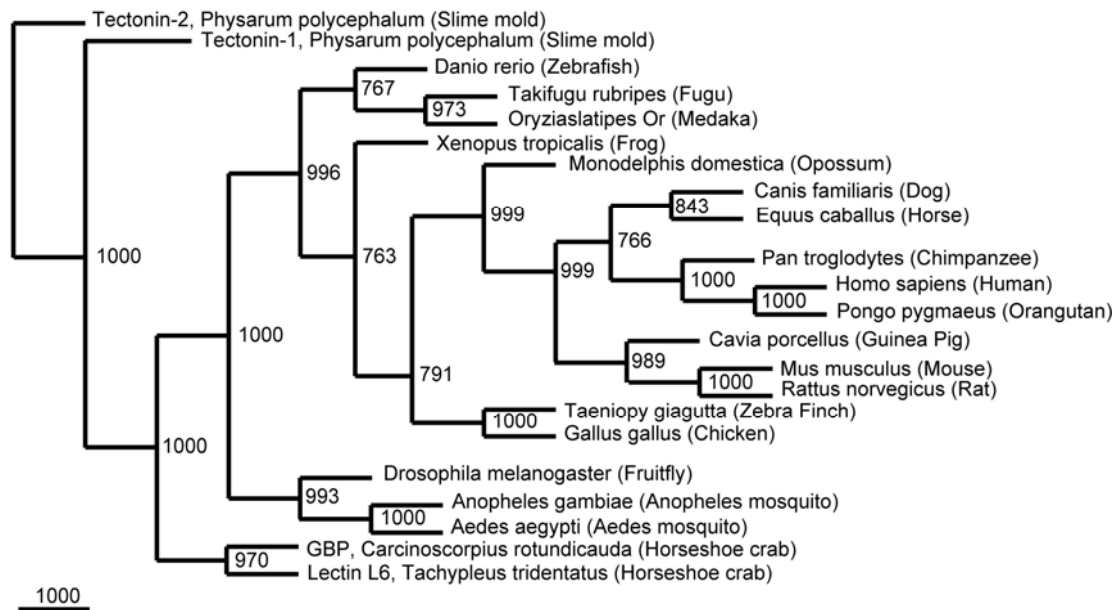 Tectonin-2, Physarum polycephalum (Slime mold)
Tectonin-1, Physarum polycephalum (Slime mold)
Danio rerio (Zebrafish)
767
Takifugu rubripes (Fugu)
973
Oryziaslatipes Or (Medaka)
Xenopus tropicalis (Frog)
996
Monodelphis domestica (Opossum)
Canis familiaris (Dog)
843
999
Equus caballus (Horse)
766
1000
763
Pan troglodytes (Chimpanzee)
999
1000
Homo sapiens (Human)
1000
Pongo pygmaeus (Orangutan)
1000
Cavia porcellus (Guinea Pig)
989
791
Mus musculus (Mouse)
1000
Rattus norvegicus (Rat)
Taeniopy giagutta (Zebra Finch)
1000
Gallus gallus (Chicken)
1000
Drosophila melanogaster (Fruitfly)
993
Anopheles gambiae (Anopheles mosquito)
1000
Aedes aegypti (Aedes mosquito)
GBP, Carcinoscorpius rotundicauda (Horseshoe crab)
970
Lectin L6, Tachypleus tridentatus (Horseshoe crab)
1000